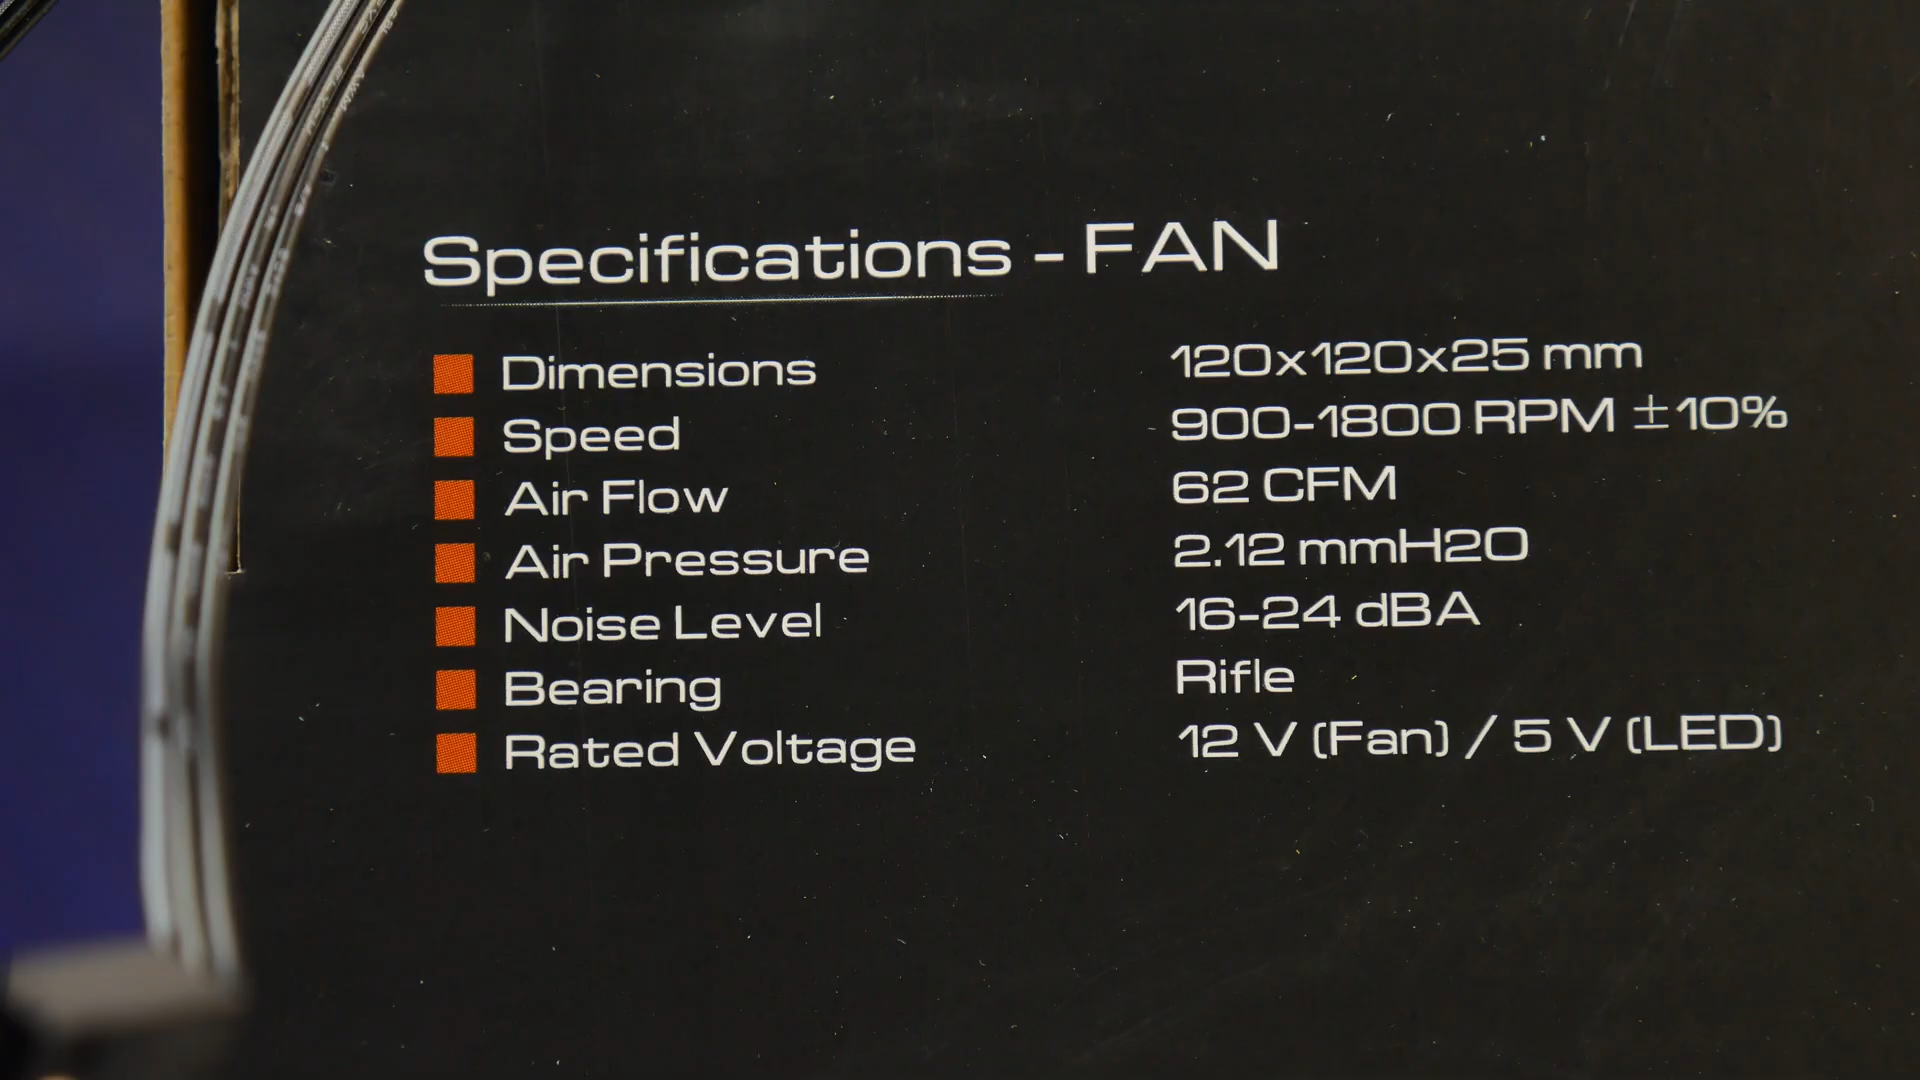 Specifications - FAN
Dimensions 120x120x25 mm
Speed 900-1800 RPM ±10%
Air Flow 62 CFM
Air Pressure 2.12 mmH2O
Noise Level 16-24 dBA
Bearing Rifle
Rated Voltage 12 V (Fan) / 5 V (LED)